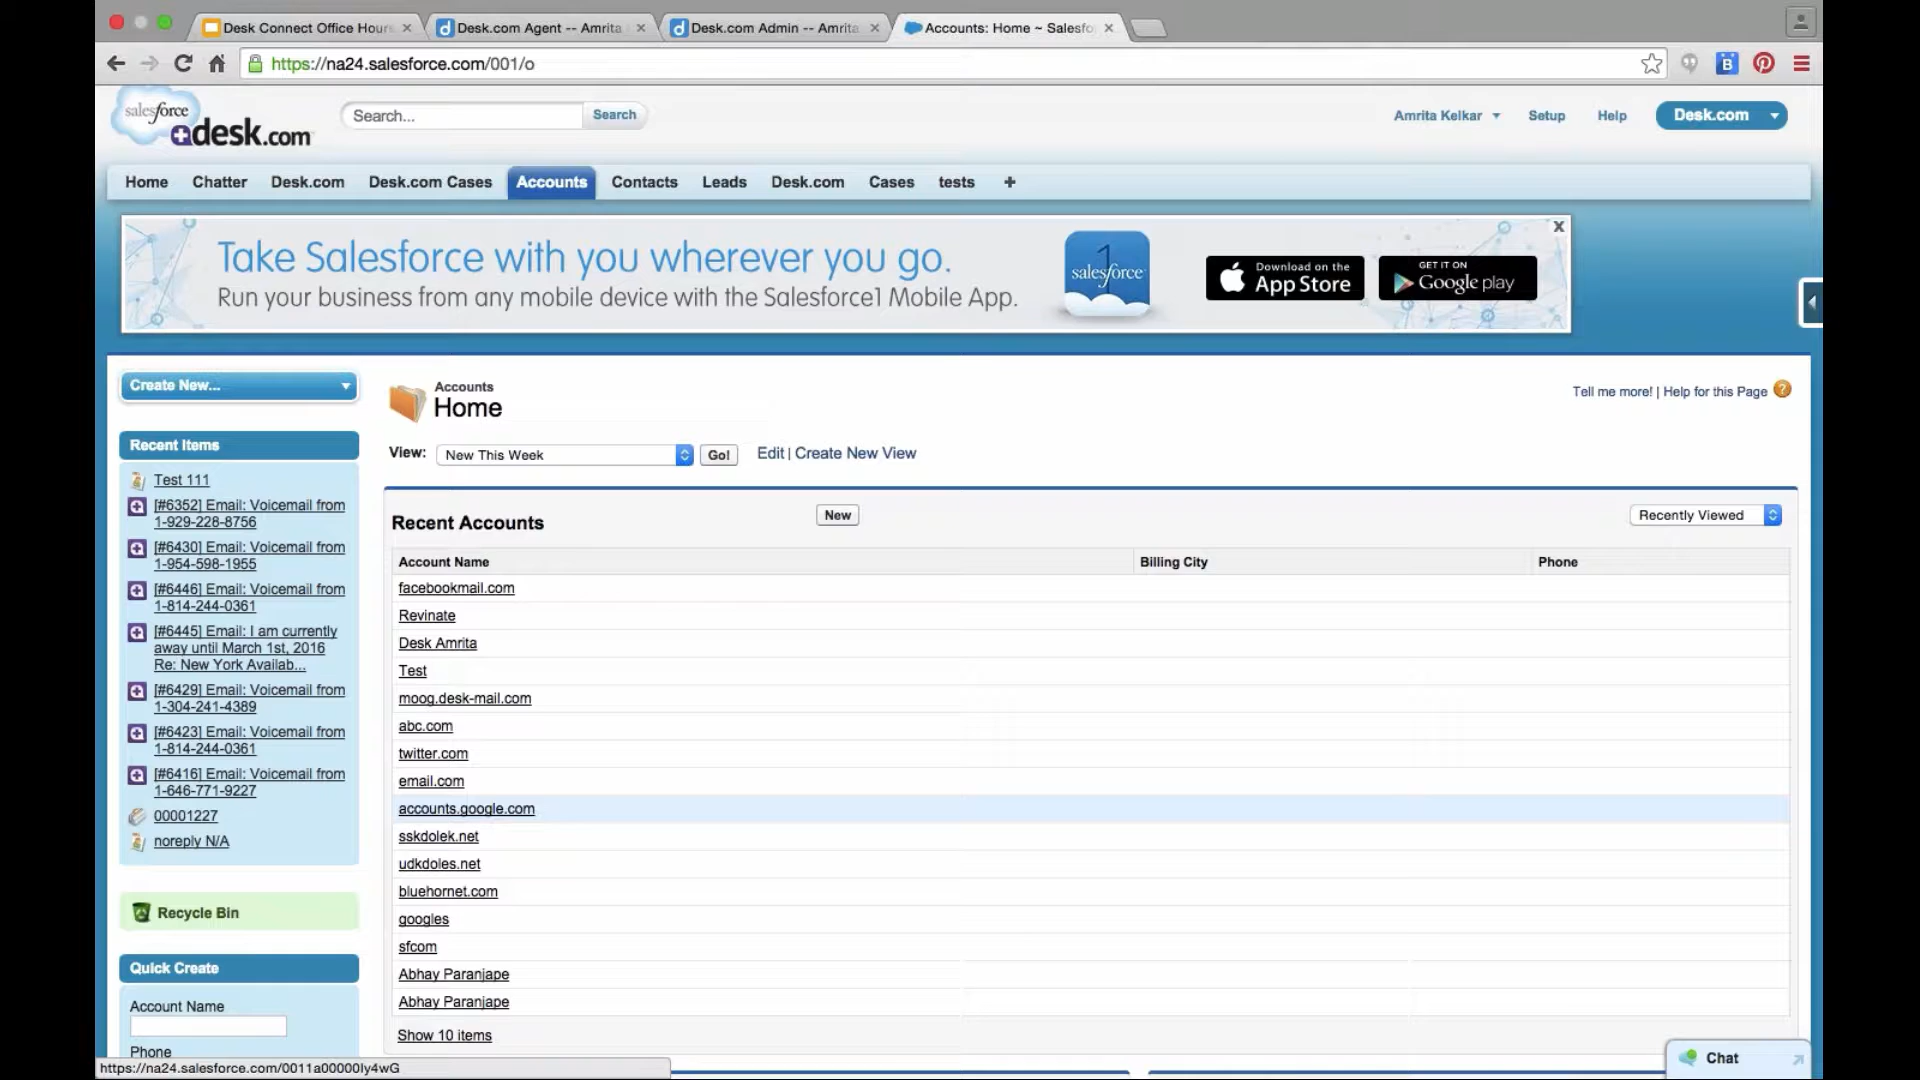 Desk Connect Office Hour
Desk.com Agent -- Amrita
Desk.com Admin -- Amrita
Accounts: Home ~ Salesfo
https://na24.salesforce.com/001/o
salesforce
desk.com
Search...
Search
Amrita Kelkar
Setup
Help
Desk.com
Home
Chatter
Desk.com
Desk.com Cases
Accounts
Contacts
Leads
Desk.com
Cases
tests
+
Take Salesforce with you wherever you go.
Run your business from any mobile device with the Salesforce1 Mobile App.
1
salesforce
Download on the
App Store
GET IT ON
Google play
X
Create New...
Recent Items
Test 111
[#6352] Email: Voicemail from
1-929-228-8756
[#6430] Email: Voicemail from
1-954-598-1955
[#6446] Email: Voicemail from
1-814-244-0361
[#6445] Email: I am currently
away until March 1st, 2016
Re: New York Availab...
[#6429] Email: Voicemail from
1-304-241-4389
[#6423] Email: Voicemail from
1-814-244-0361
[#6416] Email: Voicemail from
1-646-771-9227
00001227
noreply N/A
Recycle Bin
Quick Create
Account Name
Phone
Accounts
Home
Tell me more! | Help for this Page
?
View:
New This Week
Go!
Edit | Create New View
Recent Accounts
New
Recently Viewed
Account Name
Billing City
Phone
facebookmail.com
Revinate
Desk Amrita
Test
moog.desk-mail.com
abc.com
twitter.com
email.com
accounts.google.com
sskdolek.net
udkdoles.net
bluehornet.com
googles
sfcom
Abhay Paranjape
Abhay Paranjape
Show 10 items
https://na24.salesforce.com/0011a00000Iy4wG
Chat